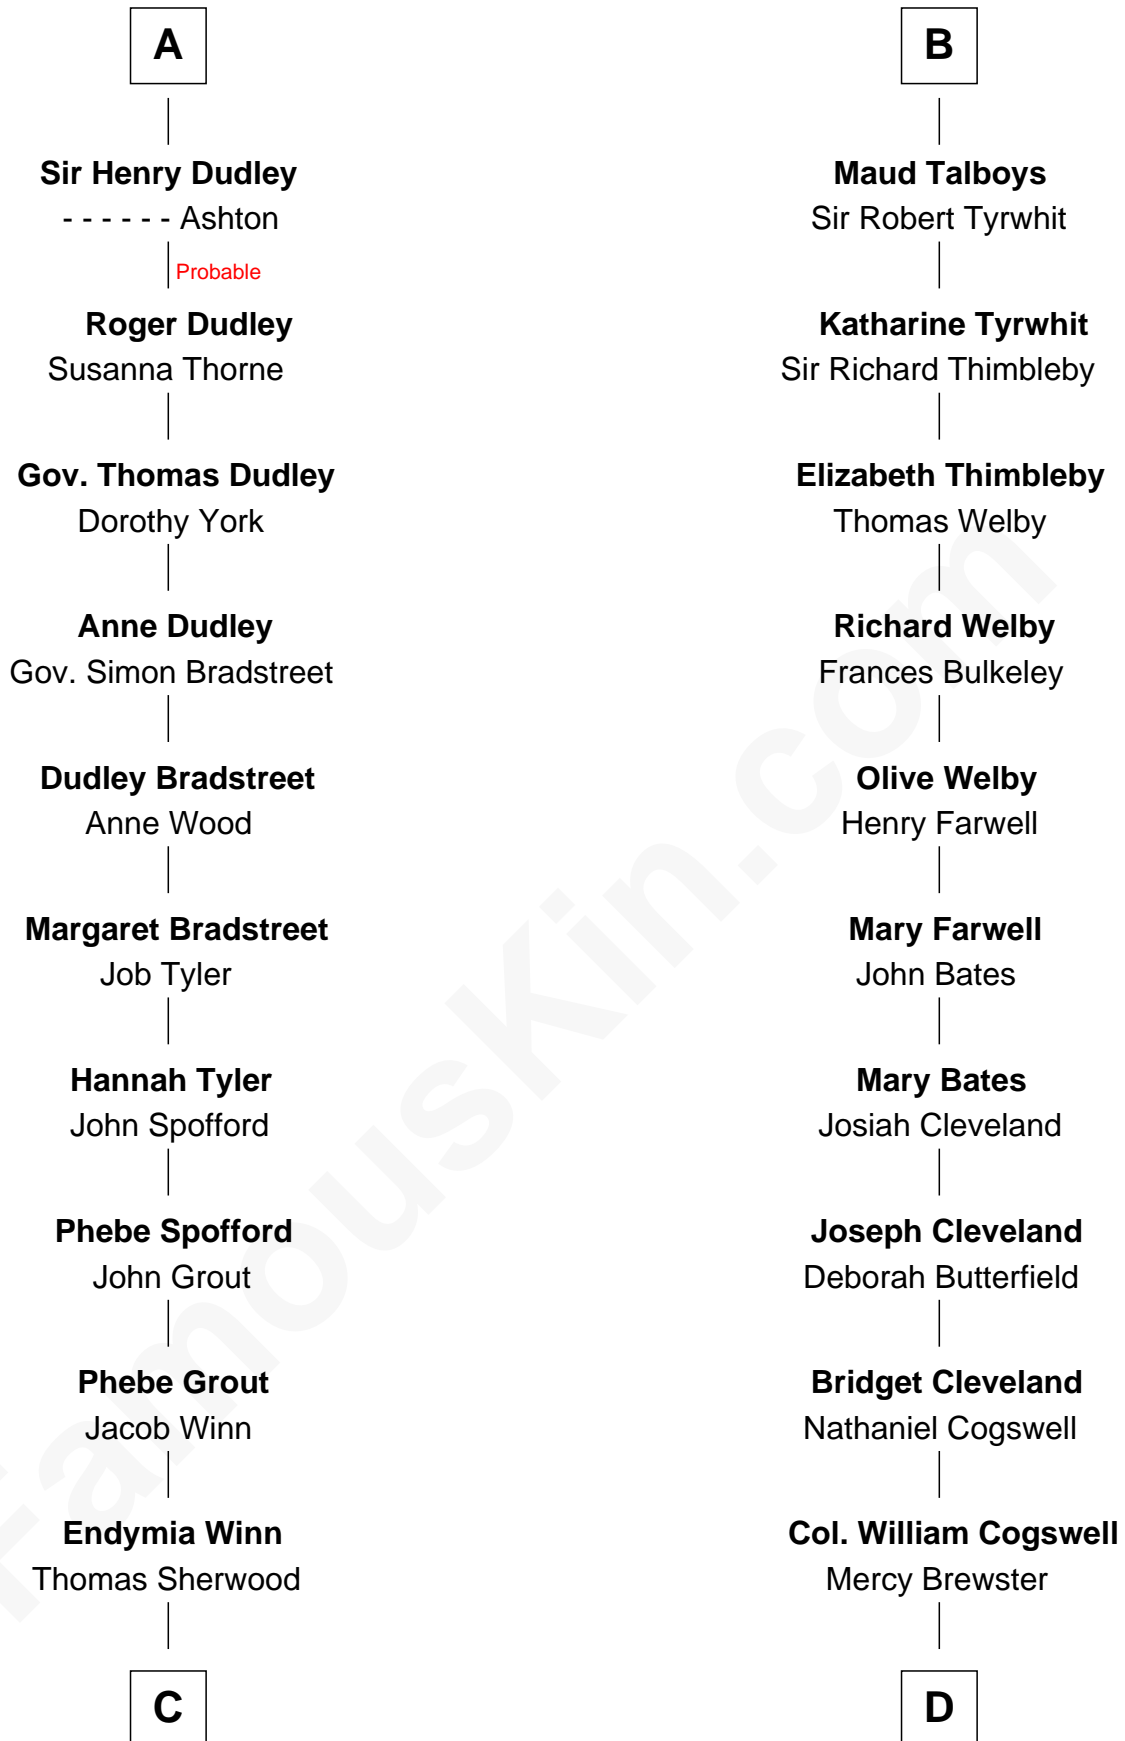 A
Sir Henry Dudley
- - - - - - Ashton
Probable
Roger Dudley
Susanna Thorne
Gov. Thomas Dudley
Dorothy York
Anne Dudley
Gov. Simon Bradstreet
Dudley Bradstreet
Anne Wood
Margaret Bradstreet
Job Tyler
Hannah Tyler
John Spofford
Phebe Spofford
John Grout
Phebe Grout
Jacob Winn
Endymia Winn
Thomas Sherwood
C
B
Maud Talboys
Sir Robert Tyrwhit
Katharine Tyrwhit
Sir Richard Thimbleby
Elizabeth Thimbleby
Thomas Welby
Richard Welby
Frances Bulkeley
Olive Welby
Henry Farwell
Mary Farwell
John Bates
Mary Bates
Josiah Cleveland
Joseph Cleveland
Deborah Butterfield
Bridget Cleveland
Nathaniel Cogswell
Col. William Cogswell
Mercy Brewster
D
FamousKin.com